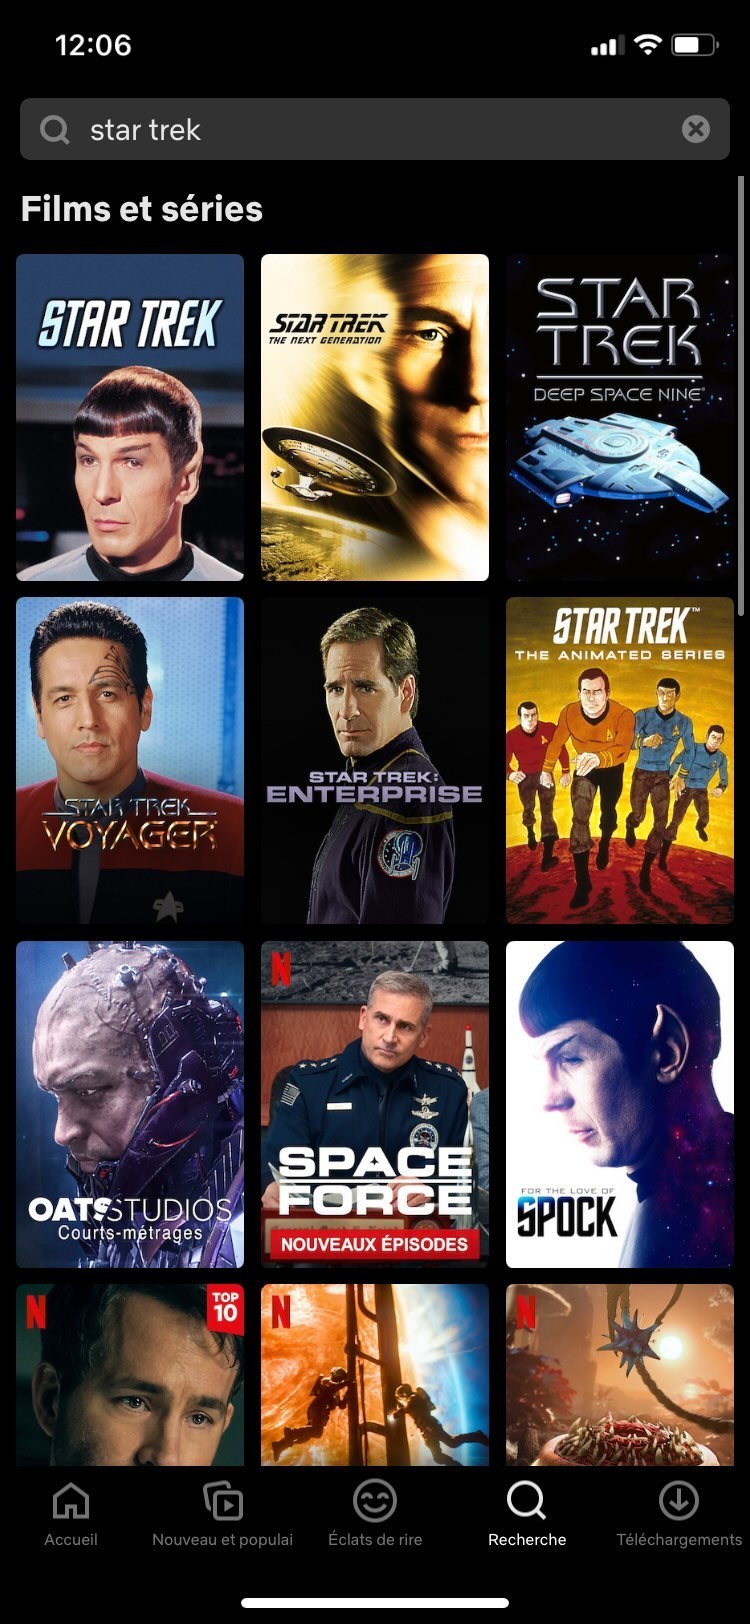 12:06
star trek
Films et séries
STAR TREK
STAR TREK
THE NEXT GENERATION
STAR
TREK
DEEP SPACE NINE
STAR TREK
VOYAGER
STAR TREK:
ENTERPRISE
STAR TREK™
THE ANIMATED SERIES
OATS STUDIOS
Courts-métrages
N
SPACE
FORCE
NOUVEAUX ÉPISODES
FOR THE LOVE OF
SPOCK
N
TOP
10
N
N
Accueil
Nouveau et populai
Éclats de rire
Recherche
Téléchargements